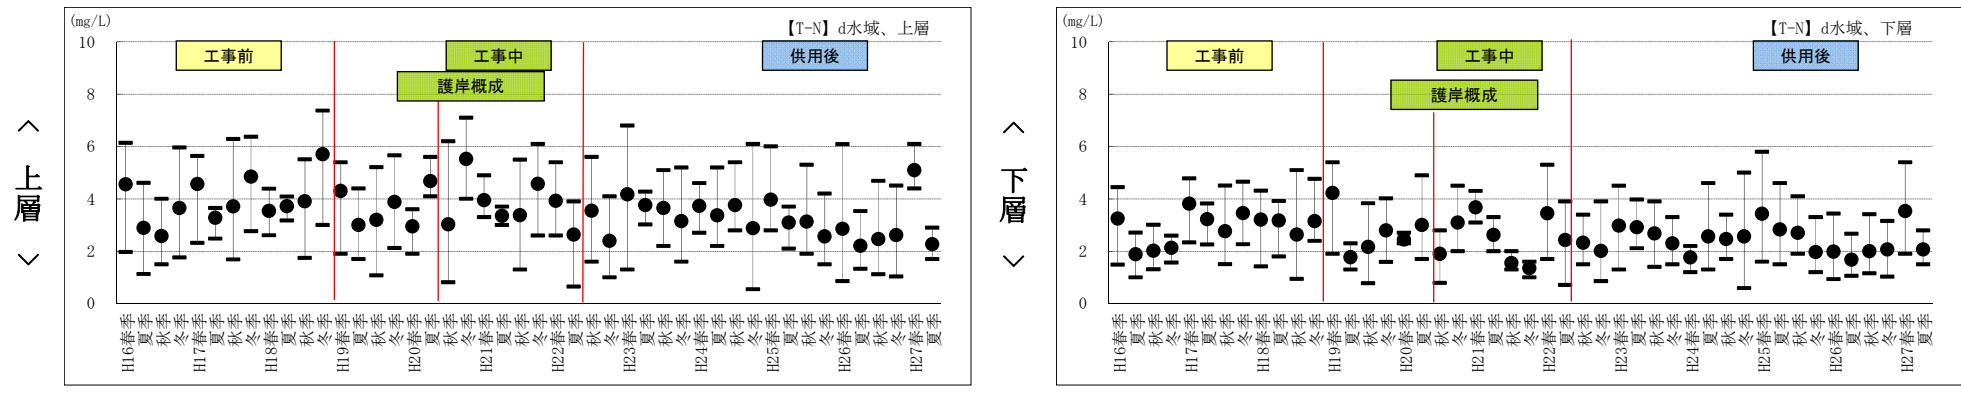 〈上層〉
(mg/L)
【T-N】d水域、上層
10
8
6
4
2
0
工事前
工事中
護岸概成
供用後
H16春季
夏季
秋季
冬季
H17春季
夏季
秋季
冬季
H18春季
夏季
秋季
冬季
H19春季
夏季
秋季
冬季
H20春季
夏季
秋季
冬季
H21春季
夏季
秋季
冬季
H22春季
夏季
秋季
冬季
H23春季
夏季
秋季
冬季
H24春季
夏季
秋季
冬季
H25春季
夏季
秋季
冬季
H26春季
夏季
秋季
冬季
H27春季
夏季
〈下層〉
(mg/L)
【T-N】d水域、下層
10
8
6
4
2
0
工事前
工事中
護岸概成
供用後
H16春季
夏季
秋季
冬季
H17春季
夏季
秋季
冬季
H18春季
夏季
秋季
冬季
H19春季
夏季
秋季
冬季
H20春季
夏季
秋季
冬季
H21春季
夏季
秋季
冬季
H22春季
夏季
秋季
冬季
H23春季
夏季
秋季
冬季
H24春季
夏季
秋季
冬季
H25春季
夏季
秋季
冬季
H26春季
夏季
秋季
冬季
H27春季
夏季